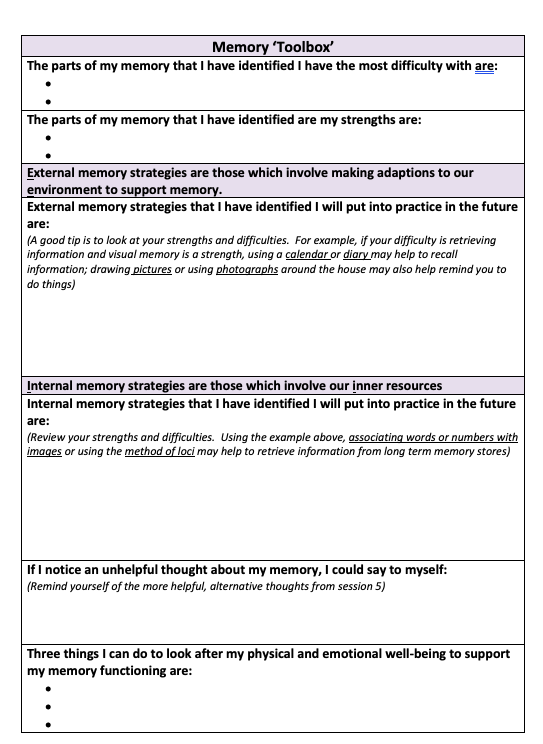 Memory ‘Toolbox’
The parts of my memory that I have identified I have the most difficulty with are:
•
•
The parts of my memory that I have identified are my strengths are:
•
•
External memory strategies are those which involve making adaptions to our
environment to support memory.
External memory strategies that I have identified I will put into practice in the future
are:
(A good tip is to look at your strengths and difficulties.  For example, if your difficulty is retrieving
information and visual memory is a strength, using a calendar or diary may help to recall
information; drawing pictures or using photographs around the house may also help remind you to
do things)
Internal memory strategies are those which involve our inner resources
Internal memory strategies that I have identified I will put into practice in the future
are:
(Review your strengths and difficulties.  Using the example above, associating words or numbers with
images or using the method of loci may help to retrieve information from long term memory stores)
If I notice an unhelpful thought about my memory, I could say to myself:
(Remind yourself of the more helpful, alternative thoughts from session 5)
Three things I can do to look after my physical and emotional well-being to support
my memory functioning are:
•
•
•